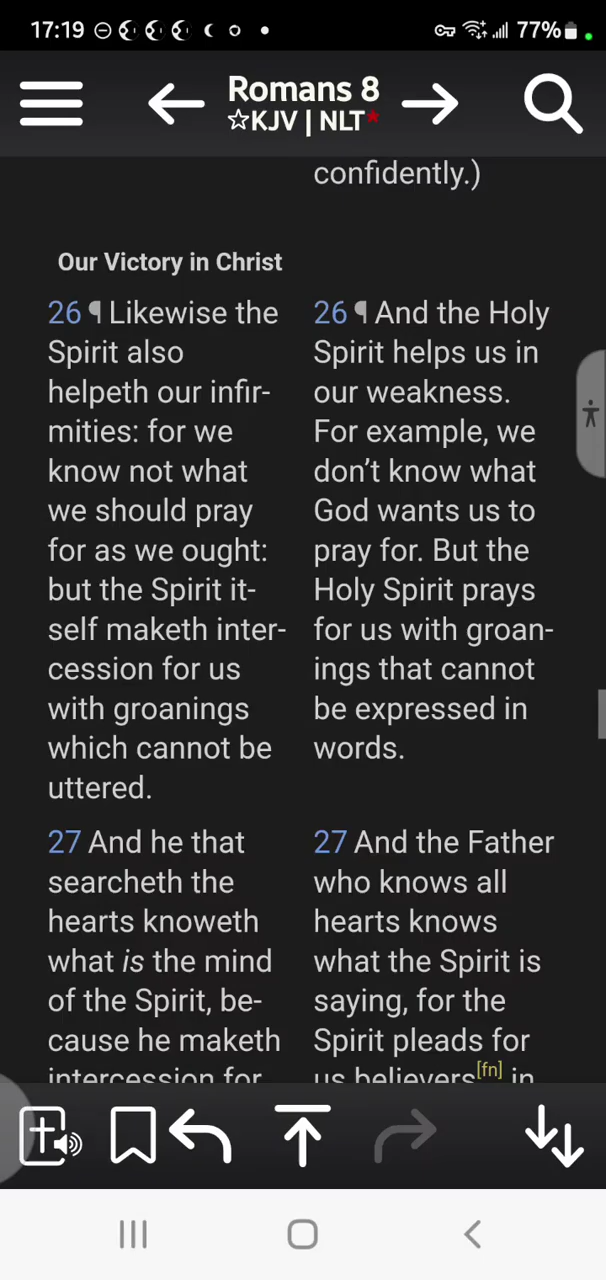 17:19
77%
Romans 8
☆KJV | NLT*
confidently.)
Our Victory in Christ
26 ¶ Likewise the
Spirit also
helpeth our infir-
mities: for we
know not what
we should pray
for as we ought:
but the Spirit it-
self maketh inter-
cession for us
with groanings
which cannot be
uttered.
27 And he that
searcheth the
hearts knoweth
what is the mind
of the Spirit, be-
cause he maketh
intercession for
26 ¶ And the Holy
Spirit helps us in
our weakness.
For example, we
don’t know what
God wants us to
pray for. But the
Holy Spirit prays
for us with groan-
ings that cannot
be expressed in
words.
27 And the Father
who knows all
hearts knows
what the Spirit is
saying, for the
Spirit pleads for
us believers[fn] in